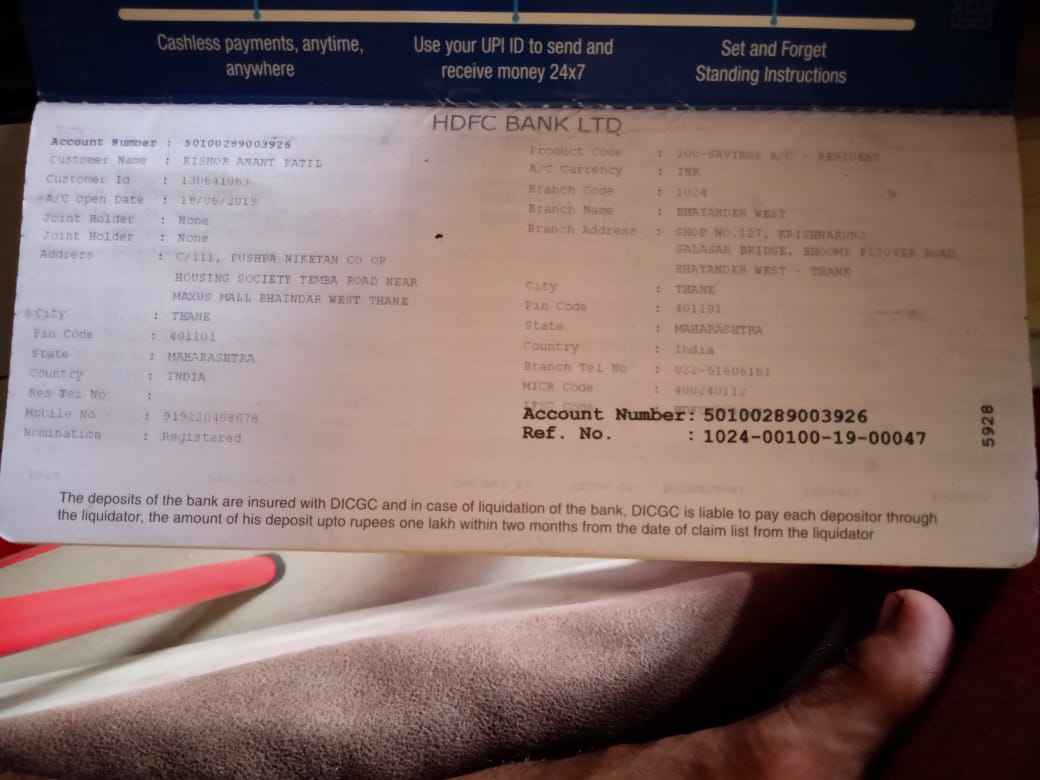 Cashless payments, anytime,
anywhere
Use your UPI ID to send and
receive money 24x7
Set and Forget
Standing Instructions
HDFC BANK LTD
Account Number : 50100289003926
Customer Name : KISHOR ANANT PATIL
Customer Id : 130641063
A/C Open Date : 18/06/2019
Joint Holder : None
Joint Holder : None
Address : C/111, PUSHPA NIKETAN CO OP
HOUSING SOCIETY TEMBA ROAD NEAR
MAXUS MALL BHAINDAR WEST THANE
City : THANE
Pin Code : 401101
State : MAHARASHTRA
Country : INDIA
Res Tel No :
Mobile No : 919220468678
Nomination : Registered
Product Code : 100-SAVINGS A/C - RESIDENT
A/C Currency : INR
Branch Code : 1024
Branch Name : BHAYANDER WEST
Branch Address : SHOP NO.127, KRISHNAKUNJ
SALASAR BRIDGE, BHOOMI FLYOVER ROAD,
BHAYANDER WEST - THANE
City : THANE
Pin Code : 401101
State : MAHARASHTRA
Country : India
Branch Tel No : 022-61606161
MICR Code : 400240112
IFSC Code
Account Number: 50100289003926
Ref. No. : 1024-00100-19-00047
5928
The deposits of the bank are insured with DICGC and in case of liquidation of the bank, DICGC is liable to pay each depositor through
the liquidator, the amount of his deposit upto rupees one lakh within two months from the date of claim list from the liquidator